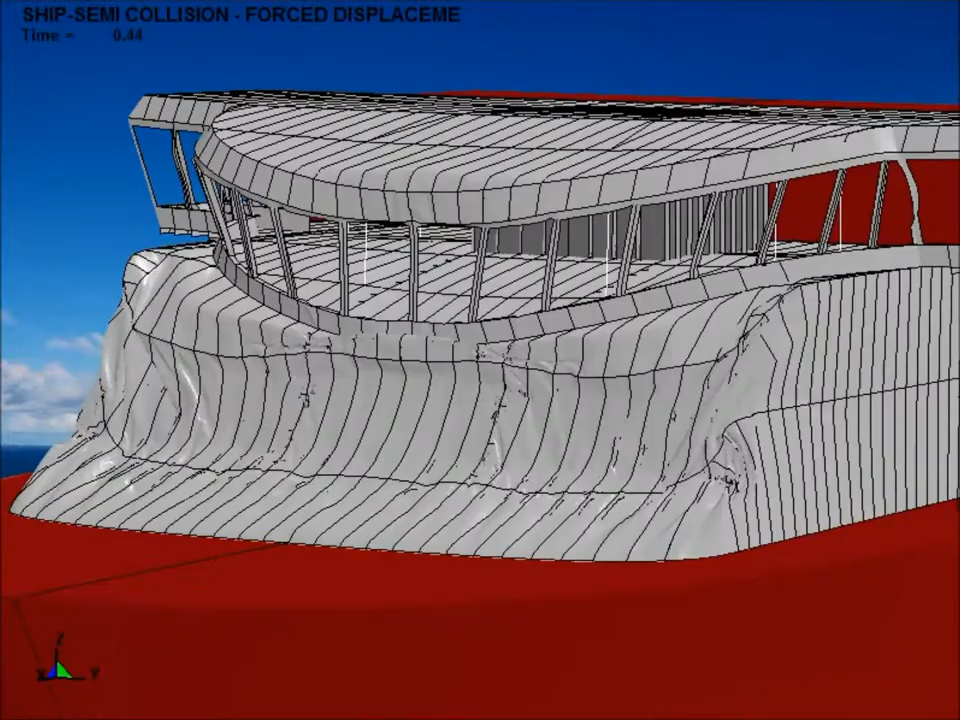 SHIP-SEMI COLLISION - FORCED DISPLACEME
Time = 0.44
Z
Y